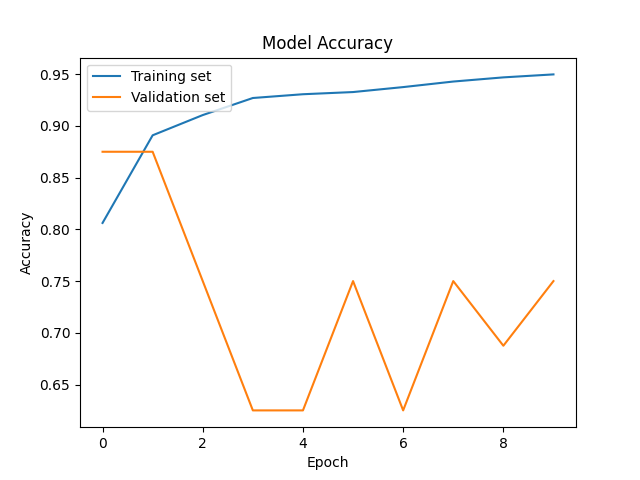 Model Accuracy
Training set
Validation set
0.95
0.90
0.85
0.80
0.75
0.70
0.65
Accuracy
0 2 4 6 8
Epoch